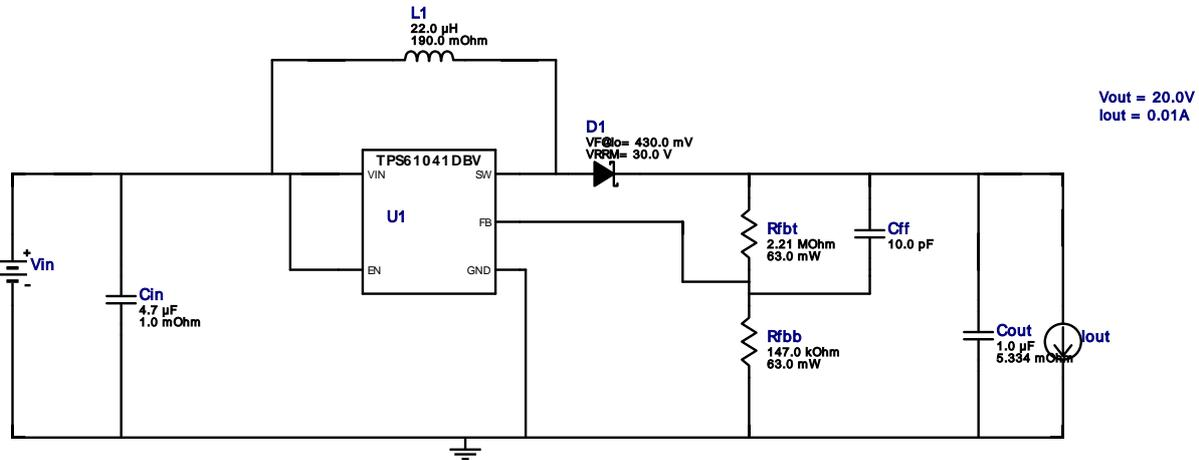 L1
22.0 µH
190.0 mOhm
Vout = 20.0V
Iout = 0.01A
D1
VF@Io= 430.0 mV
VRRM= 30.0 V
TPS61041DBV
VIN
SW
U1
FB
EN
GND
+
Vin
-
Cin
4.7 µF
1.0 mOhm
Rfbt
2.21 MOhm
63.0 mW
Cff
10.0 pF
Rfbb
147.0 kOhm
63.0 mW
Cout
1.0 µF
5.334 mOhm
Iout